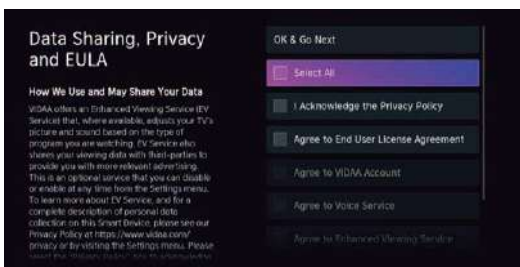 Data Sharing, Privacy
and EULA
How We Use and May Share Your Data
VIDAA offers an Enhanced Viewing Service (EV
Service) that, where available, adjusts your TV's
picture and sound based on the type of
program you are watching. EV Service also
shares your viewing data with third-parties to
provide you with more relevant advertising.
This is an optional service that you can disable
or enable at any time from the Settings menu.
To learn more about EV Service, and for a
complete description of personal data
collection on this Smart Device, please see our
Privacy Policy at https://www.vidaa.com/
privacy or by visiting the Settings menu. Please
OK & Go Next
Select All
I Acknowledge the Privacy Policy
Agree to End User License Agreement
Agree to VIDAA Account
Agree to Voice Service
Agree to Enhanced Viewing Service